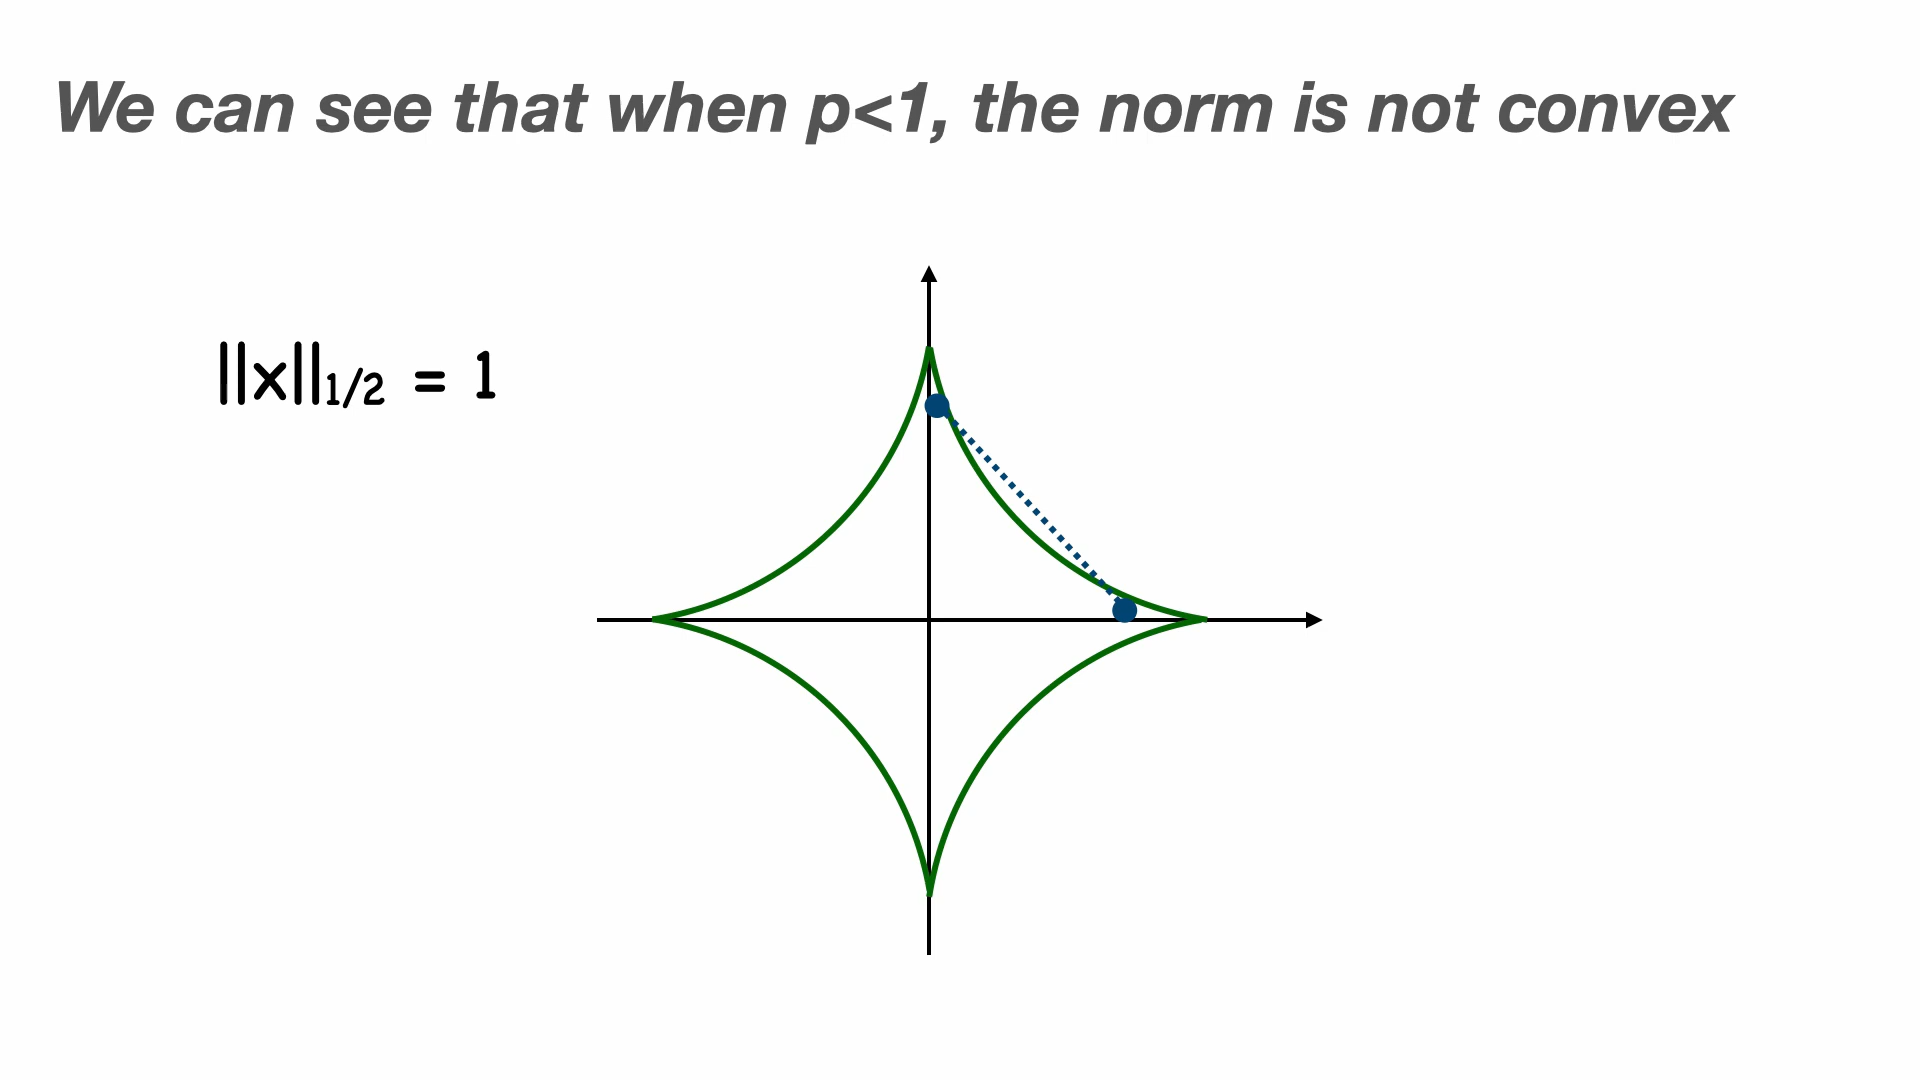 We can see that when p<1, the norm is not convex
||x||₁/₂ = 1